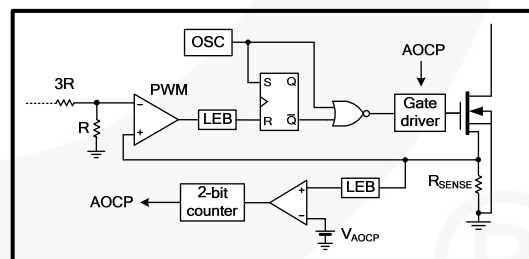 OSC
AOCP
3R
PWM
S Q
R
LEB
R Q̅
Gate
driver
LEB
R_SENSE
AOCP
2-bit
counter
V_AOCP
+
−
+
−